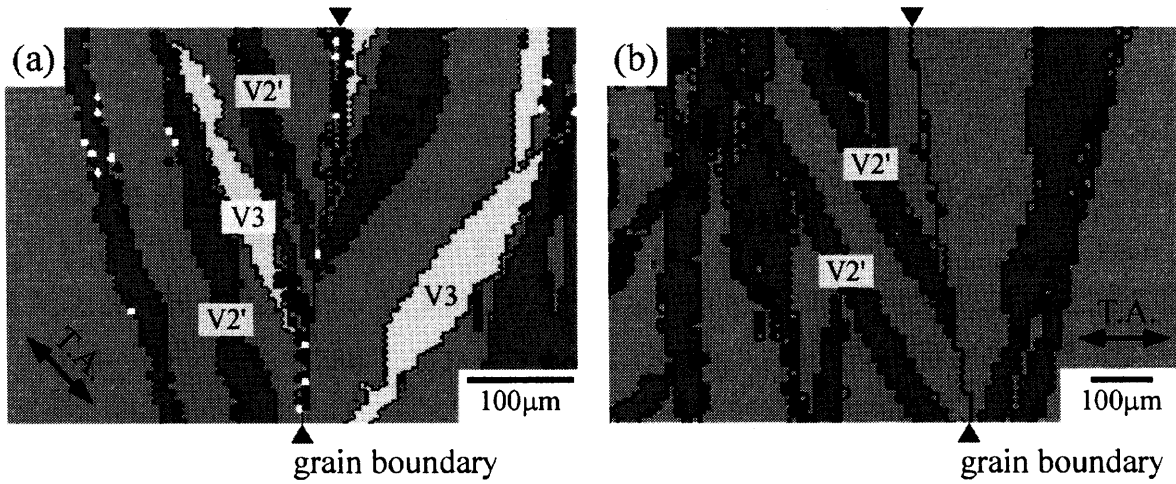 (a)
V2'
V3
V2'
V3
T.A.
100μm
grain boundary
(b)
V2'
V2'
T.A.
100μm
grain boundary